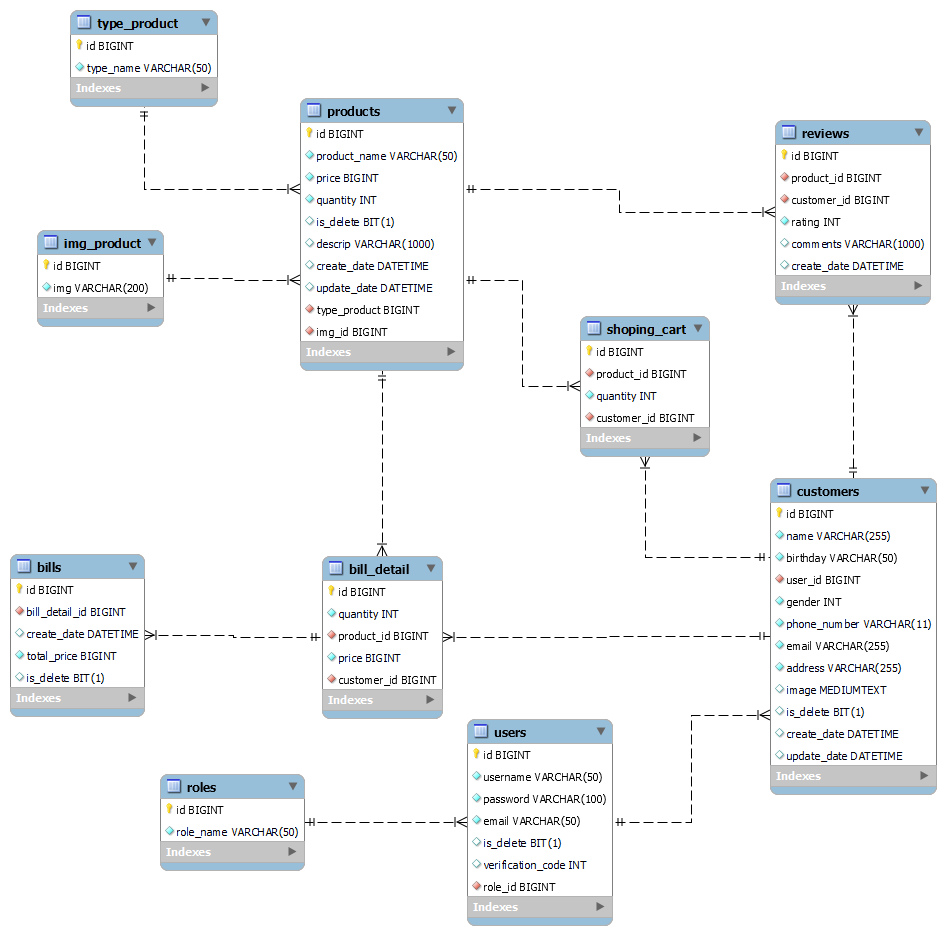 type_product
id BIGINT
type_name VARCHAR(50)
Indexes
products
id BIGINT
product_name VARCHAR(50)
price BIGINT
quantity INT
is_delete BIT(1)
descrip VARCHAR(1000)
create_date DATETIME
update_date DATETIME
type_product BIGINT
img_id BIGINT
Indexes
reviews
id BIGINT
product_id BIGINT
customer_id BIGINT
rating INT
comments VARCHAR(1000)
create_date DATETIME
Indexes
img_product
id BIGINT
img VARCHAR(200)
Indexes
shoping_cart
id BIGINT
product_id BIGINT
quantity INT
customer_id BIGINT
Indexes
customers
id BIGINT
name VARCHAR(255)
birthday VARCHAR(50)
user_id BIGINT
gender INT
phone_number VARCHAR(11)
email VARCHAR(255)
address VARCHAR(255)
image MEDIUMTEXT
is_delete BIT(1)
create_date DATETIME
update_date DATETIME
Indexes
bills
id BIGINT
bill_detail_id BIGINT
create_date DATETIME
total_price BIGINT
is_delete BIT(1)
Indexes
bill_detail
id BIGINT
quantity INT
product_id BIGINT
price BIGINT
customer_id BIGINT
Indexes
users
id BIGINT
username VARCHAR(50)
password VARCHAR(100)
email VARCHAR(50)
is_delete BIT(1)
verification_code INT
role_id BIGINT
Indexes
roles
id BIGINT
role_name VARCHAR(50)
Indexes